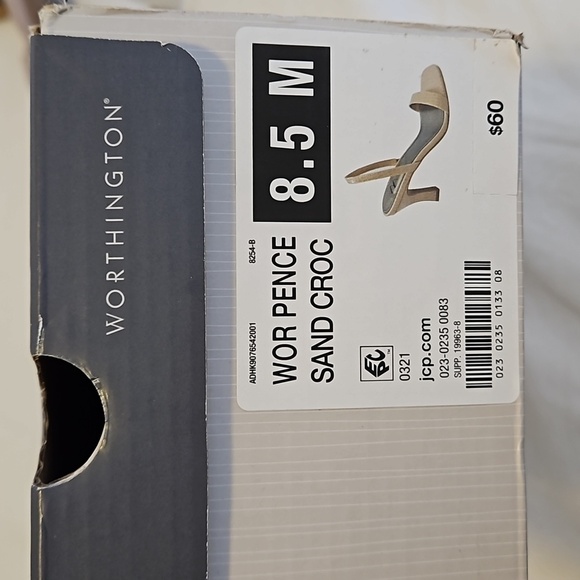 WORTHINGTON®
8.5 M
$60
ADHK9076542001 8254-B
WOR PENCE
SAND CROC
EPC
0321
jcp.com
023-0235 0083
SUPP. 19963-8
023 0235 0133 08